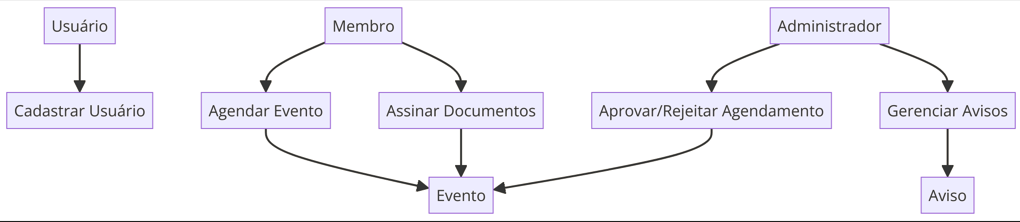 Usuário
Membro
Administrador
Cadastrar Usuário
Agendar Evento
Assinar Documentos
Aprovar/Rejeitar Agendamento
Gerenciar Avisos
Evento
Aviso